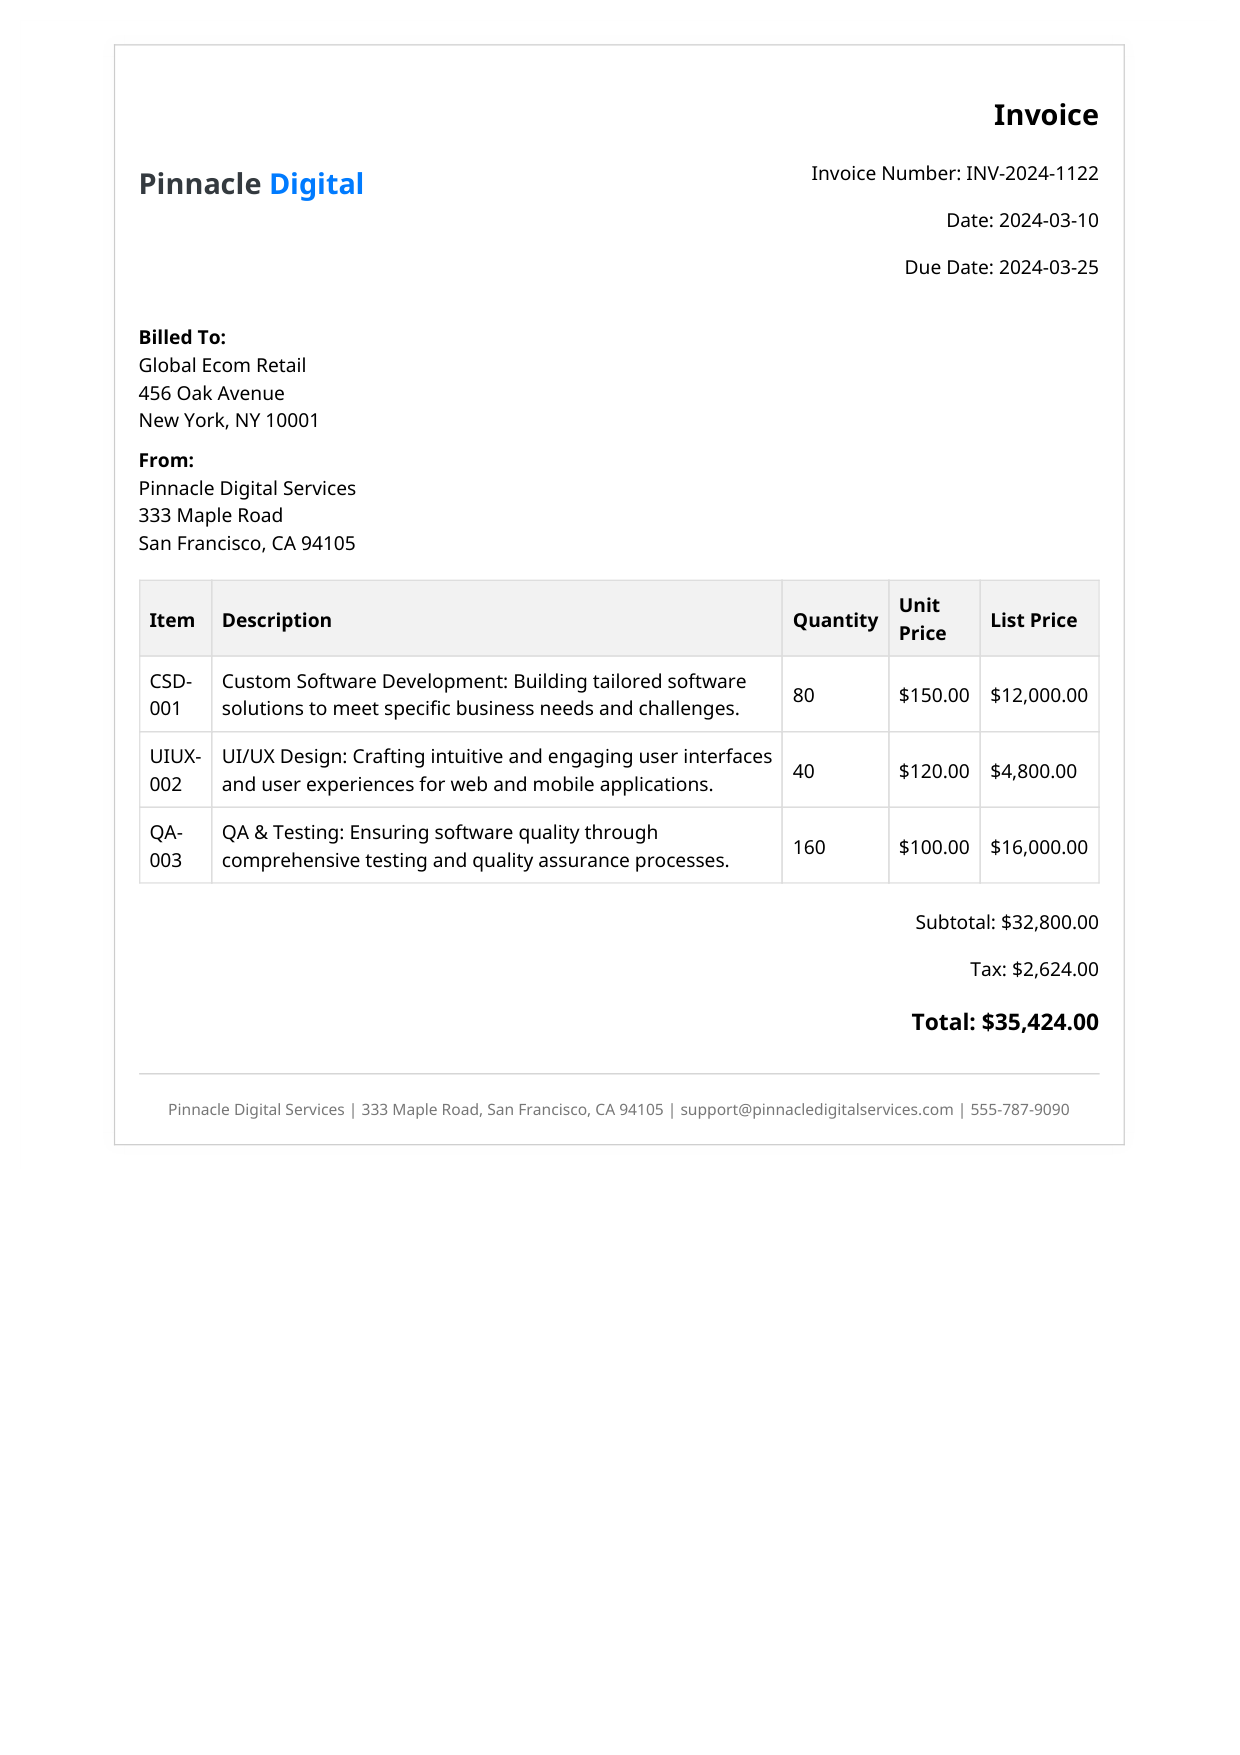 Invoice
Pinnacle Digital
Invoice Number: INV-2024-1122
Date: 2024-03-10
Due Date: 2024-03-25
Billed To:
Global Ecom Retail
456 Oak Avenue
New York, NY 10001
From:
Pinnacle Digital Services
333 Maple Road
San Francisco, CA 94105
Item Description Quantity Unit Price List Price
CSD-001 Custom Software Development: Building tailored software
solutions to meet specific business needs and challenges. 80 $150.00 $12,000.00
UIUX-002 UI/UX Design: Crafting intuitive and engaging user interfaces
and user experiences for web and mobile applications. 40 $120.00 $4,800.00
QA-003 QA & Testing: Ensuring software quality through
comprehensive testing and quality assurance processes. 160 $100.00 $16,000.00
Subtotal: $32,800.00
Tax: $2,624.00
Total: $35,424.00
Pinnacle Digital Services | 333 Maple Road, San Francisco, CA 94105 | support@pinnacledigitalservices.com | 555-787-9090